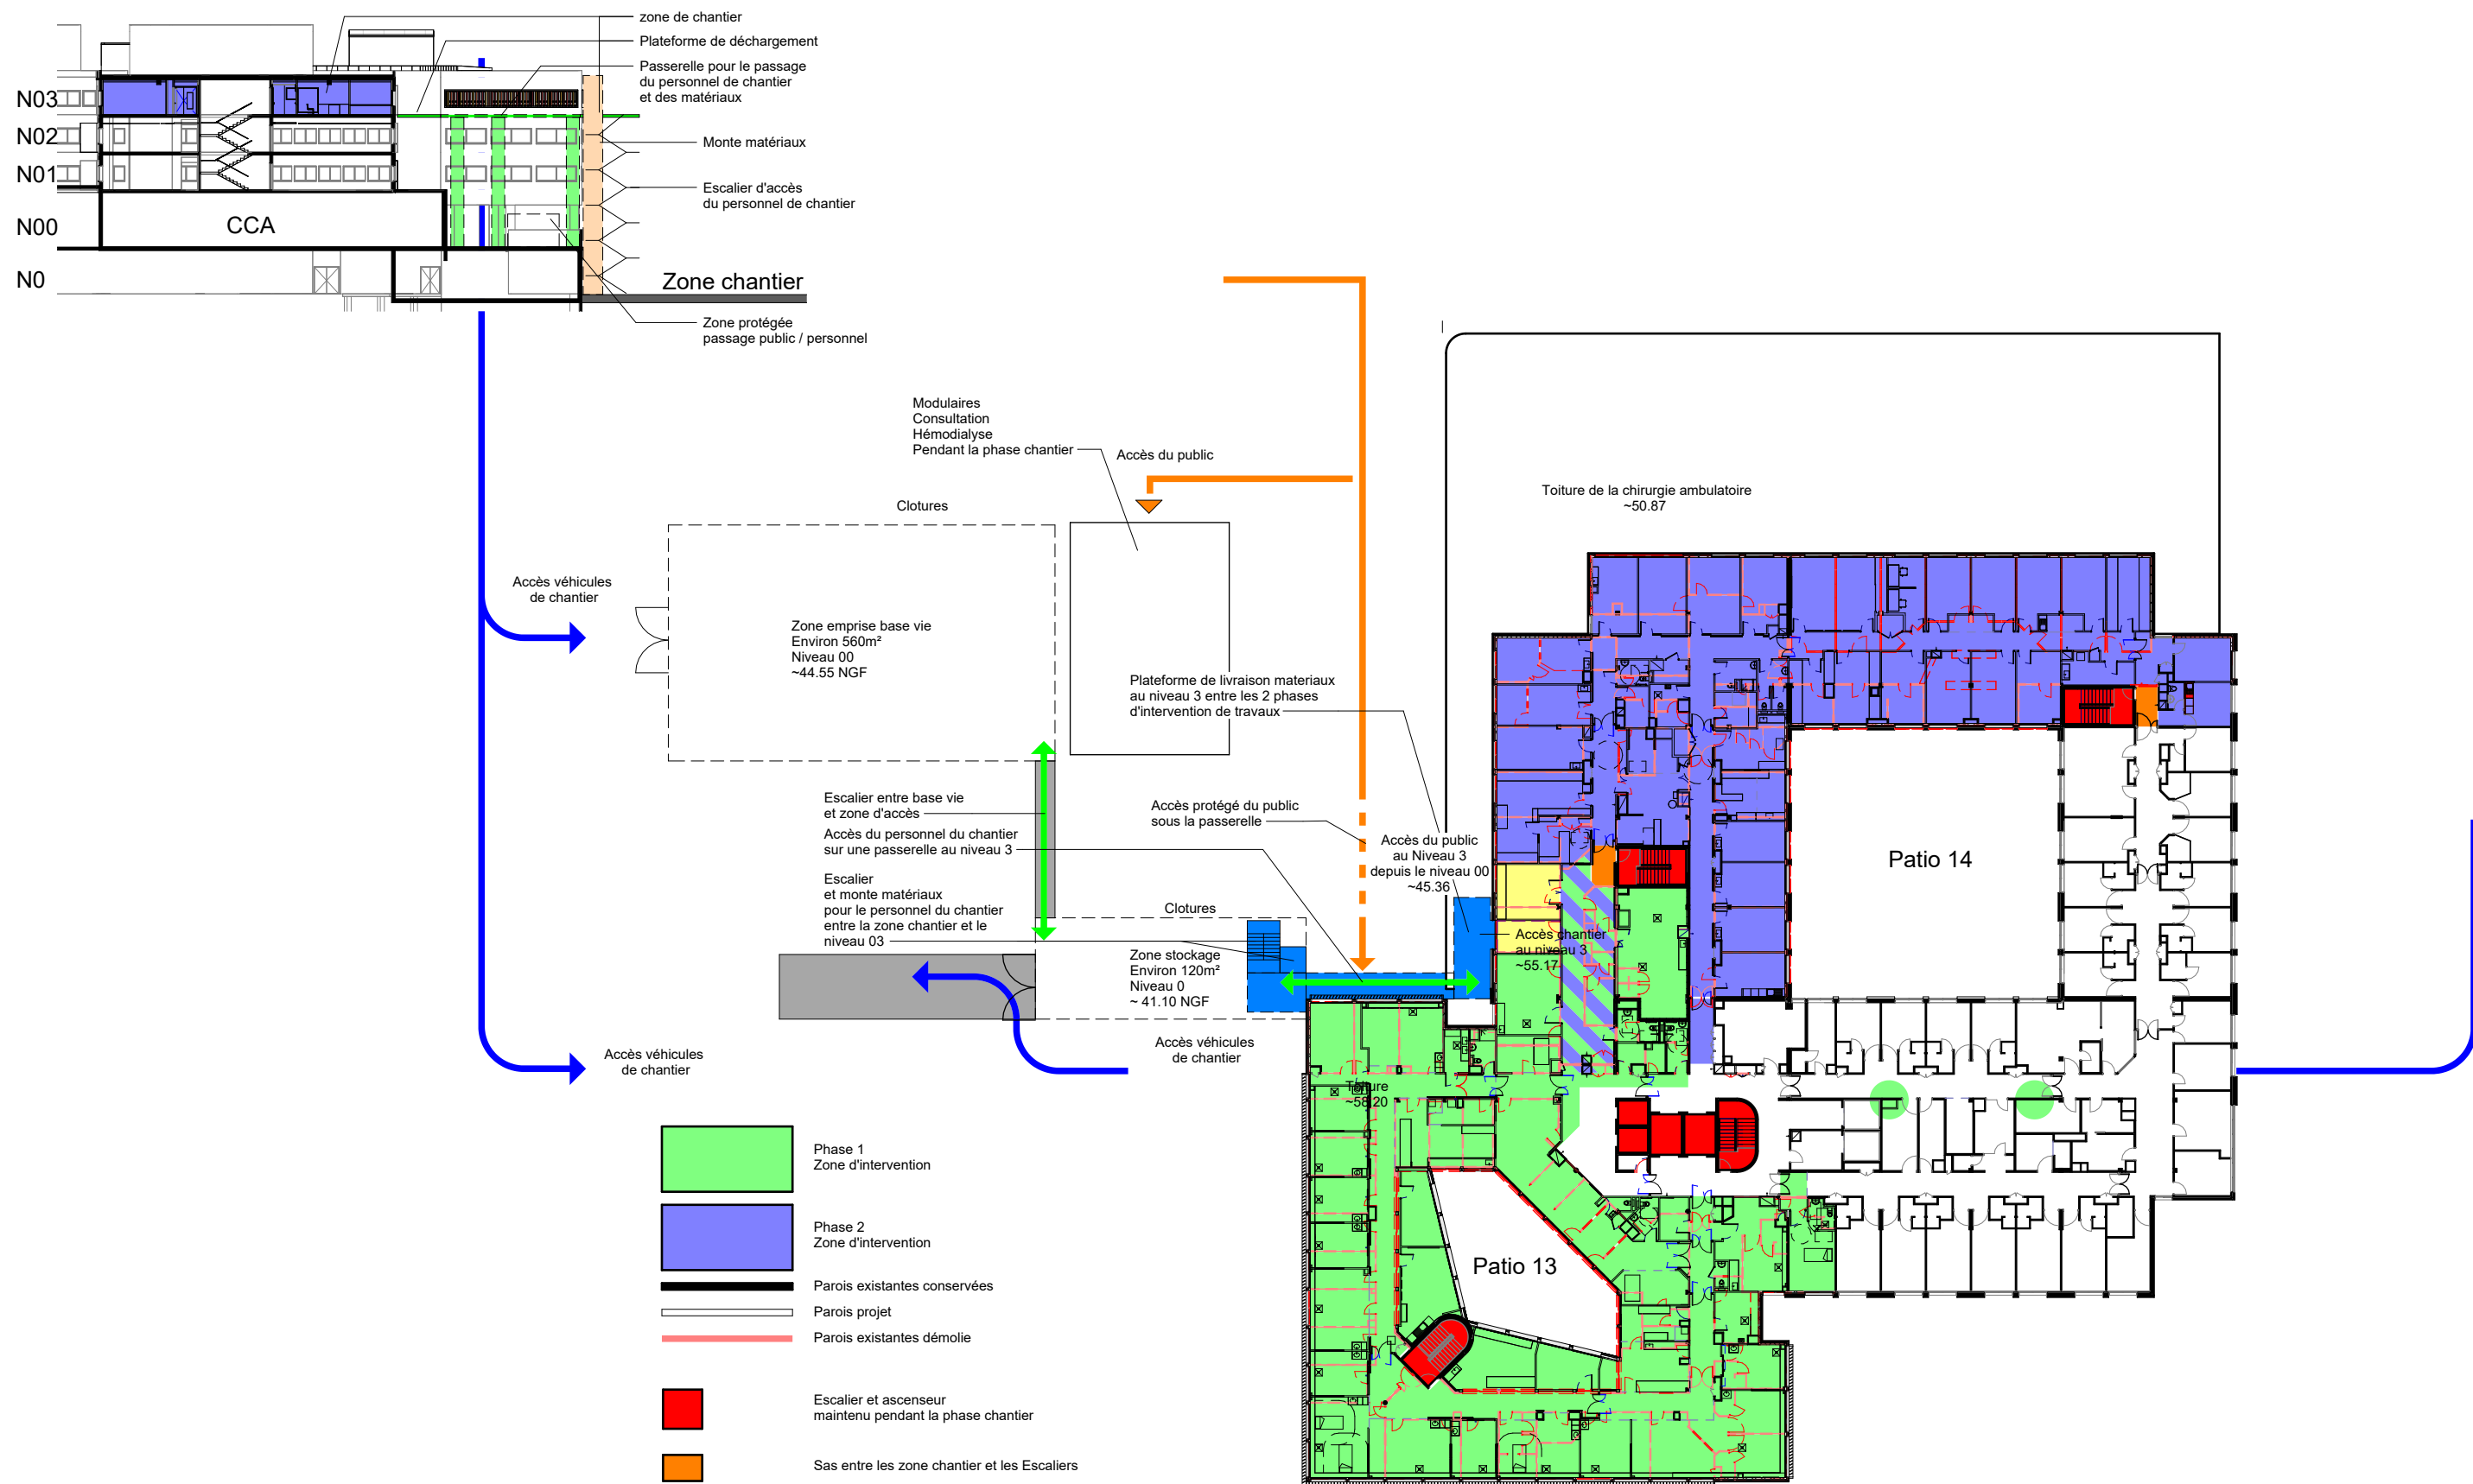 zone de chantier
Plateforme de déchargement
Passerelle pour le passage
du personnel de chantier
et des matériaux
N03
N02
Monte matériaux
N01
Escalier d'accès
du personnel de chantier
N00
CCA
N0
Zone chantier
Zone protégée
passage public / personnel
Modulaires
Consultation
Hémodialyse
Pendant la phase chantier
Accès du public
Toiture de la chirurgie ambulatoire
~50.87
Clotures
Accès véhicules
de chantier
Zone emprise base vie
Environ 560m²
Niveau 00
~44.55 NGF
Plateforme de livraison materiaux
au niveau 3 entre les 2 phases
d'intervention de travaux
Escalier entre base vie
et zone d'accès
Accès protégé du public
sous la passerelle
Accès du personnel du chantier
sur une passerelle au niveau 3
Accès du public
au Niveau 3
depuis le niveau 00
~45.36
Patio 14
Escalier
et monte matériaux
pour le personnel du chantier
entre la zone chantier et le
niveau 03
Clotures
Accès chantier
au niveau 3
~55.17
Zone stockage
Environ 120m²
Niveau 0
~ 41.10 NGF
Accès véhicules
de chantier
Accès véhicules
de chantier
Toiture
~58.20
Phase 1
Zone d'intervention
Phase 2
Zone d'intervention
Patio 13
Parois existantes conservées
Parois projet
Parois existantes démolie
Escalier et ascenseur
maintenu pendant la phase chantier
Sas entre les zone chantier et les Escaliers